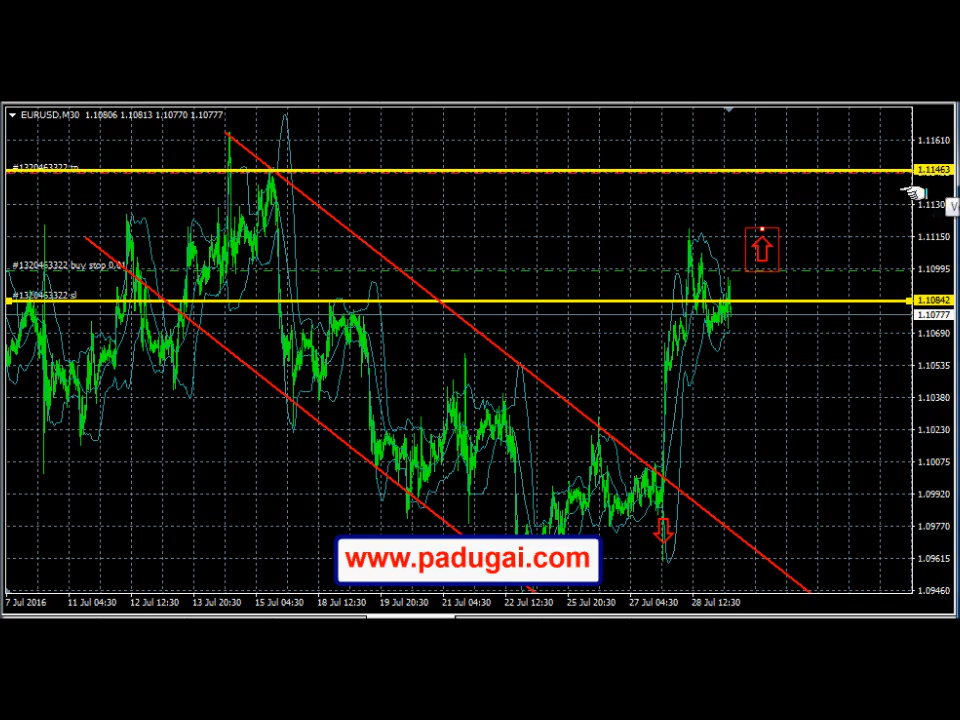 EURUSD,M30 1.10806 1.10813 1.10770 1.10777
1.11610
#1320463322 tp
1.11463
1.11305
1.11150
#1320463322 buy stop 0.01
1.10995
#1320463322 sl
1.10842
1.10777
1.10690
1.10535
1.10380
1.10230
1.10075
1.09920
1.09770
1.09615
1.09460
www.padugai.com
7 Jul 2016 11 Jul 04:30 12 Jul 12:30 13 Jul 20:30 15 Jul 04:30 18 Jul 12:30 19 Jul 20:30 21 Jul 04:30 22 Jul 12:30 25 Jul 20:30 27 Jul 04:30 28 Jul 12:30